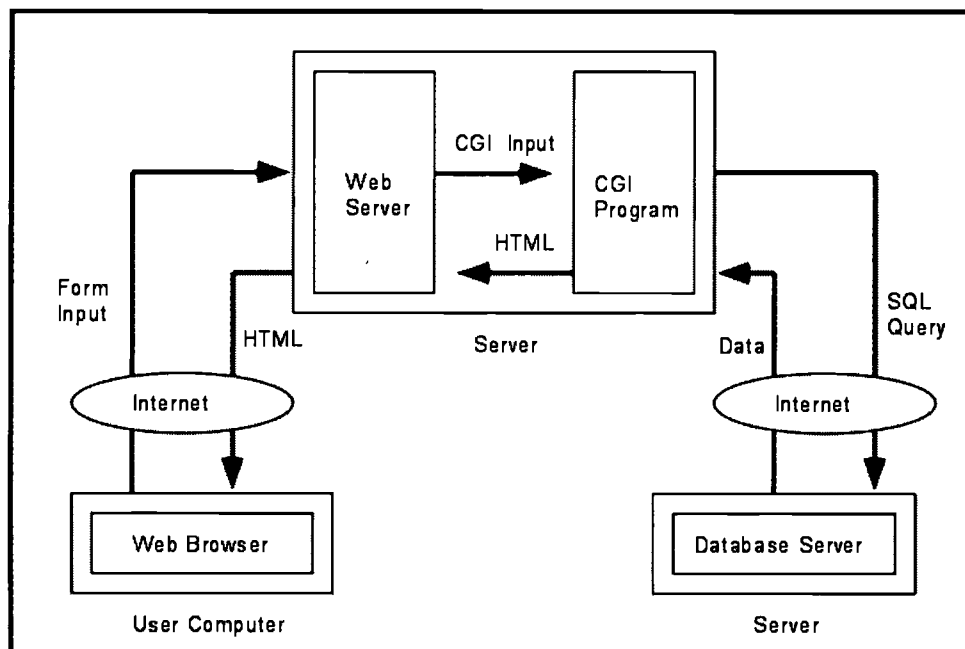 CGI Input
Web
Server
CGI
Program
HTML
Form
Input
HTML
Server
Data
SQL
Query
Internet
Internet
Web Browser
Database Server
User Computer
Server